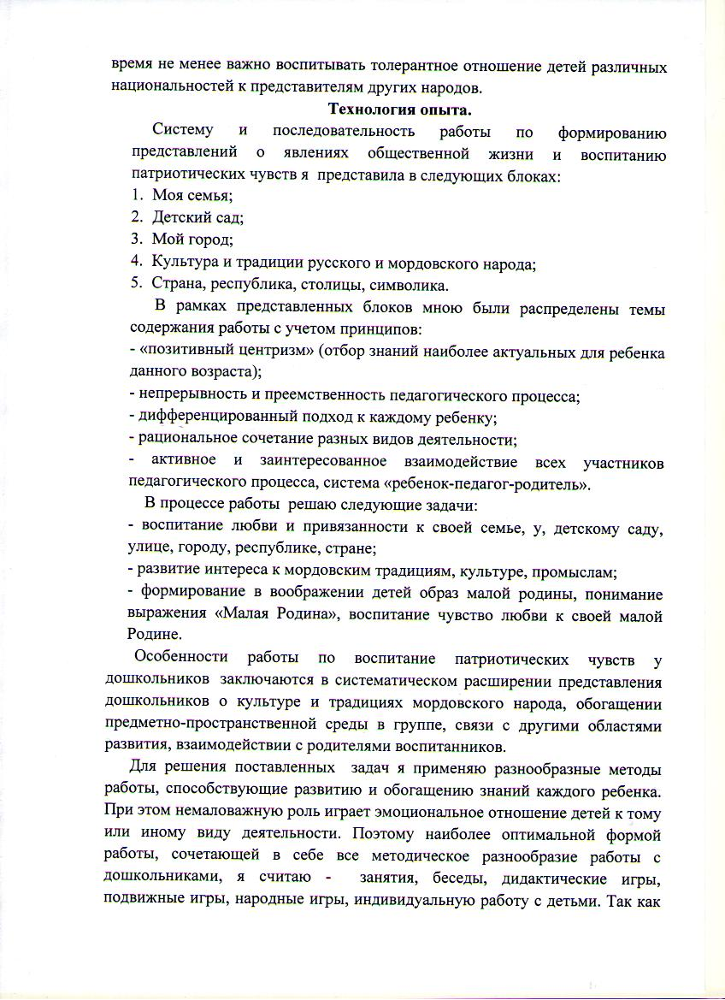 время не менее важно воспитывать толерантное отношение детей различных
национальностей к представителям других народов.
Технология опыта.
Систему и последовательность работы по формированию
представлений о явлениях общественной жизни и воспитанию
патриотических чувств я представила в следующих блоках:
1. Моя семья;
2. Детский сад;
3. Мой город;
4. Культура и традиции русского и мордовского народа;
5. Страна, республика, столицы, символика.
В рамках представленных блоков мною были распределены темы
содержания работы с учетом принципов:
- «позитивный центризм» (отбор знаний наиболее актуальных для ребенка
данного возраста);
- непрерывность и преемственность педагогического процесса;
- дифференцированный подход к каждому ребенку;
- рациональное сочетание разных видов деятельности;
- активное и заинтересованное взаимодействие всех участников
педагогического процесса, система «ребенок-педагог-родитель».
В процессе работы решаю следующие задачи:
- воспитание любви и привязанности к своей семье, у, детскому саду,
улице, городу, республике, стране;
- развитие интереса к мордовским традициям, культуре, промыслам;
- формирование в воображении детей образ малой родины, понимание
выражения «Малая Родина», воспитание чувство любви к своей малой
Родине.
Особенности работы по воспитание патриотических чувств у
дошкольников заключаются в систематическом расширении представления
дошкольников о культуре и традициях мордовского народа, обогащении
предметно-пространственной среды в группе, связи с другими областями
развития, взаимодействии с родителями воспитанников.
Для решения поставленных задач я применяю разнообразные методы
работы, способствующие развитию и обогащению знаний каждого ребенка.
При этом немаловажную роль играет эмоциональное отношение детей к тому
или иному виду деятельности. Поэтому наиболее оптимальной формой
работы, сочетающей в себе все методическое разнообразие работы с
дошкольниками, я считаю - занятия, беседы, дидактические игры,
подвижные игры, народные игры, индивидуальную работу с детьми. Так как